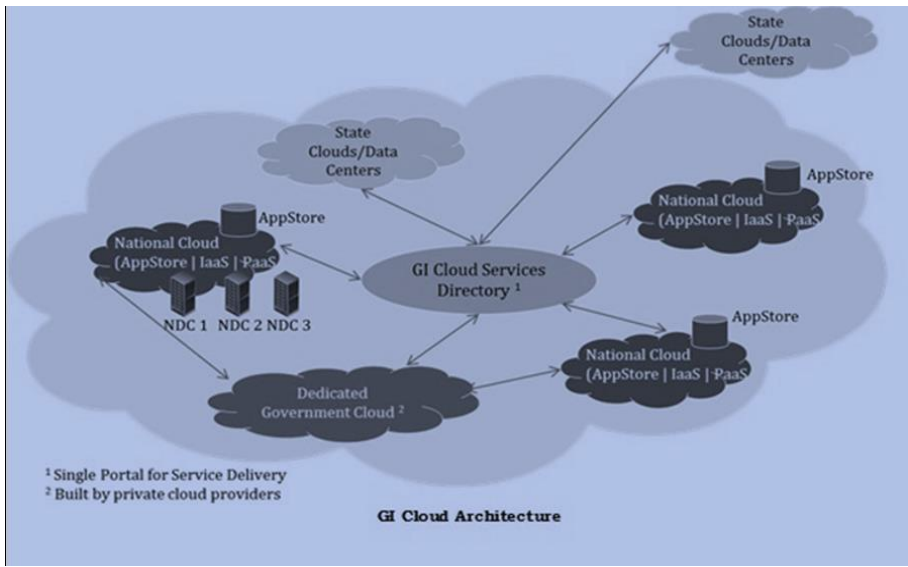 State
Clouds/Data
Centers
State
Clouds/Data
Centers
AppStore
National Cloud
(AppStore | IaaS | PaaS
AppStore
National Cloud
(AppStore | IaaS | PaaS
NDC 1 NDC 2 NDC 3
GI Cloud Services
Directory 1
AppStore
National Cloud
(AppStore | IaaS | PaaS
Dedicated
Government Cloud 2
1 Single Portal for Service Delivery
2 Built by private cloud providers
GI Cloud Architecture